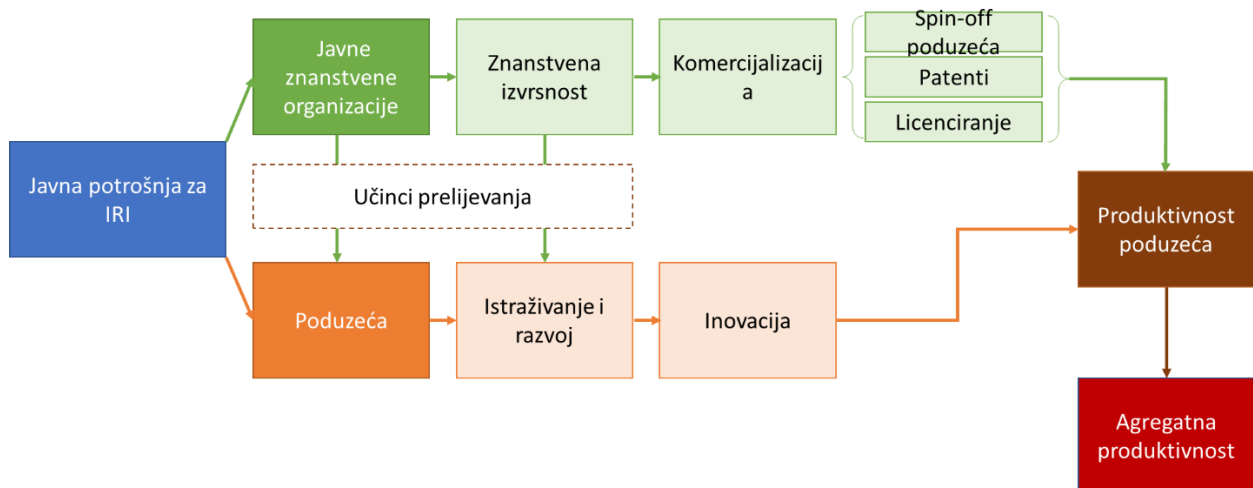 Javna potrošnja za
IRI
Javne
znanstvene
organizacije
Znanstvena
izvrsnost
Komercijalizacij
a
Spin-off
poduzeća
Patenti
Licenciranje
Učinci prelijevanja
Poduzeća
Istraživanje i
razvoj
Inovacija
Produktivnost
poduzeća
Agregatna
produktivnost